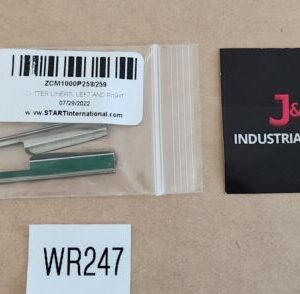 ZCM1000P258/259
CUTTER LINERS, LEFT AND RIGHT
07/29/2022
www.STARTinternational.com
J&
INDUSTRIA
WR247